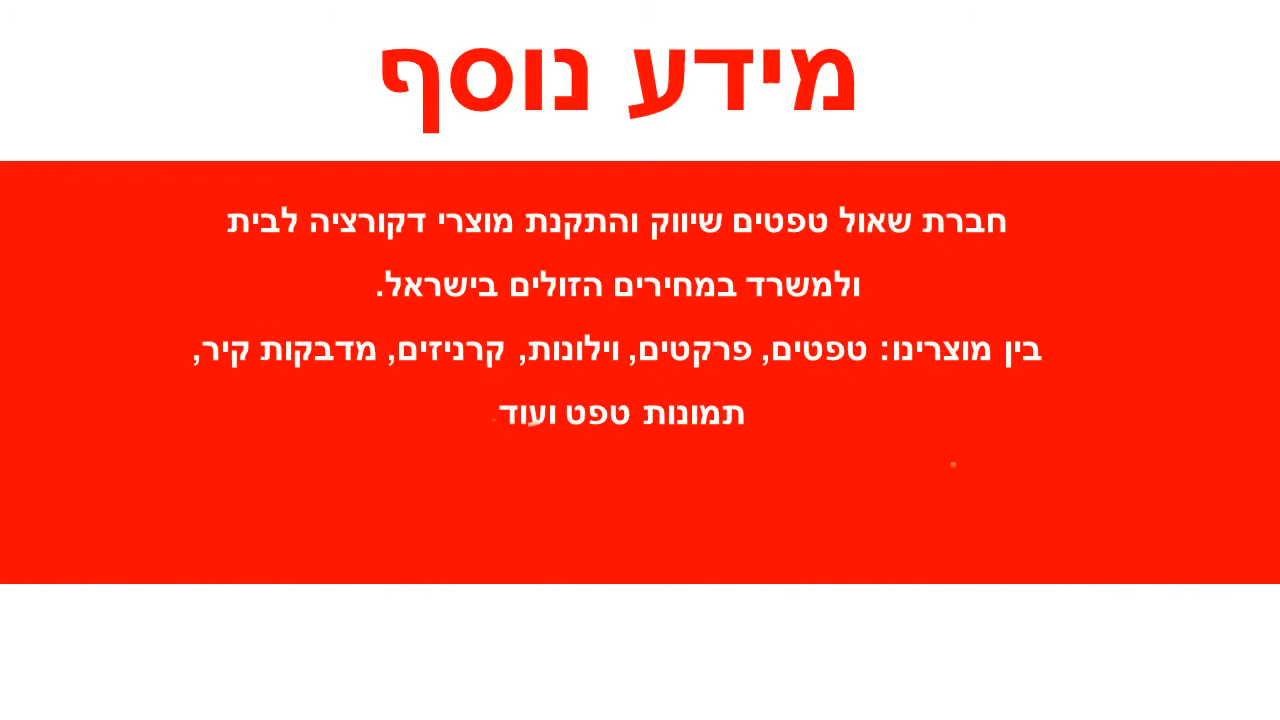 מידע נוסף
חברת שאול טפטים שיווק והתקנת מוצרי דקורציה לבית
ולמשרד במחירים הזולים בישראל.
בין מוצרינו: טפטים, פרקטים, וילונות, קרניזים, מדבקות קיר,
תמונות טפט ועוד